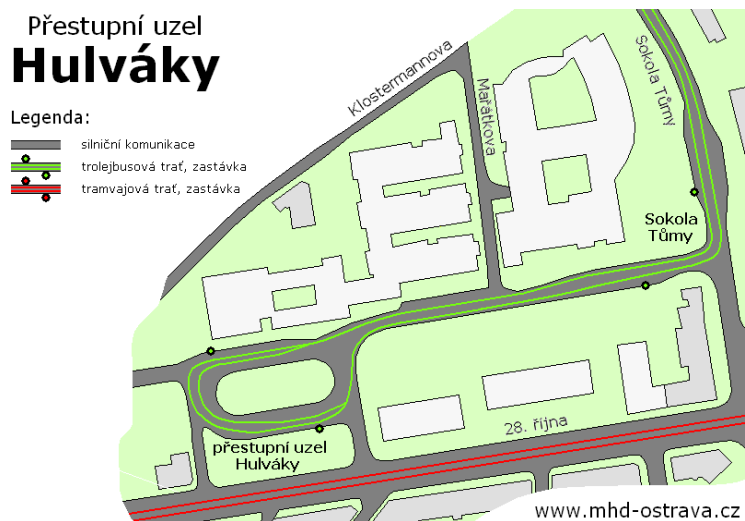 Přestupní uzel
Hulváky
Legenda:
silniční komunikace
trolejbusová trať, zastávka
tramvajová trať, zastávka
Klostermannova
Mařátkova
Sokola Tůmy
Sokola
Tůmy
28. října
přestupní uzel
Hulváky
www.mhd-ostrava.cz